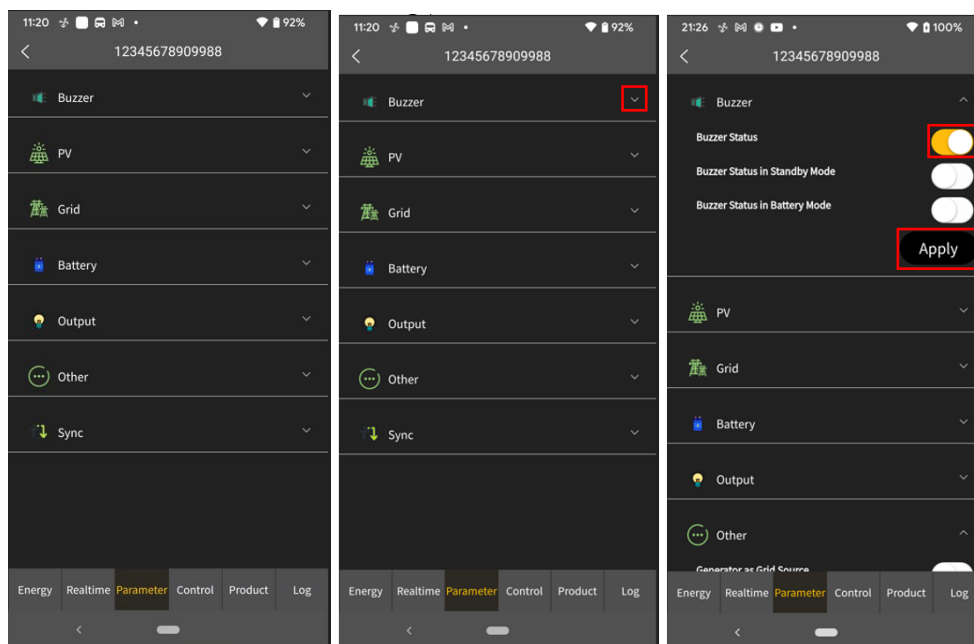 11:20
92%
12345678909988
Buzzer
PV
Grid
Battery
Output
Other
Sync
Energy Realtime Parameter Control Product Log
11:20
92%
12345678909988
Buzzer
PV
Grid
Battery
Output
Other
Sync
Energy Realtime Parameter Control Product Log
21:26
100%
12345678909988
Buzzer
Buzzer Status
Buzzer Status in Standby Mode
Buzzer Status in Battery Mode
Apply
PV
Grid
Battery
Output
Other
Generator as Grid Source
Energy Realtime Parameter Control Product Log